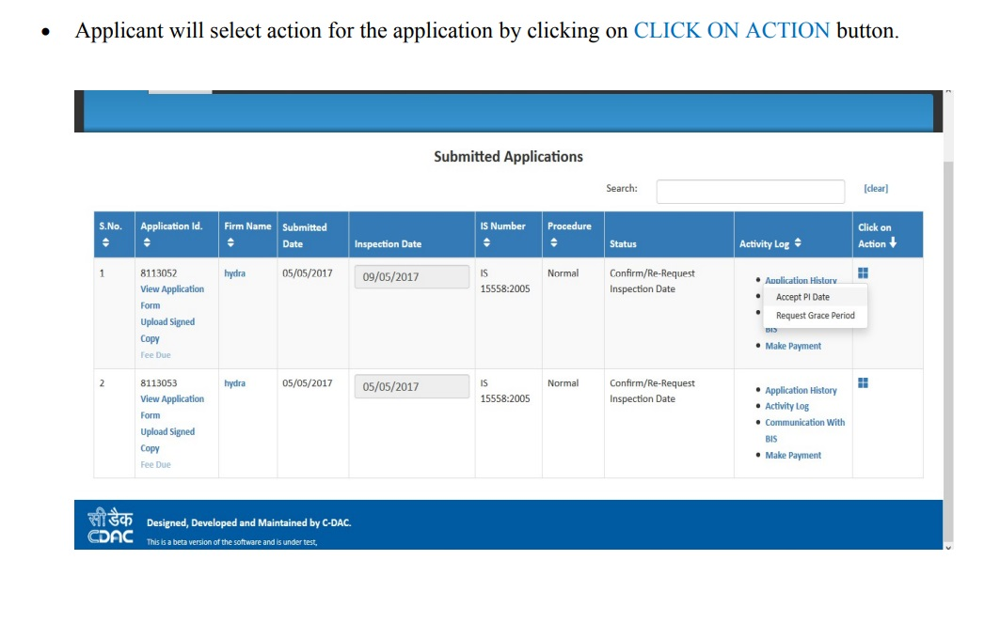 • Applicant will select action for the application by clicking on CLICK ON ACTION button.
Submitted Applications
Search: [clear]
S.No. Application Id. Firm Name Submitted Date Inspection Date IS Number Procedure Status Activity Log Click on Action
1 8113052 hydra 05/05/2017 09/05/2017 IS Normal Confirm/Re-Request • Application History
View Application 15558:2005 Inspection Date • Accept PI Date
Form • Request Grace Period
Upload Signed BIS
Copy • Make Payment
Fee Due
2 8113053 hydra 05/05/2017 05/05/2017 IS Normal Confirm/Re-Request • Application History
View Application 15558:2005 Inspection Date • Activity Log
Form • Communication With
Upload Signed BIS
Copy • Make Payment
Fee Due
सी डैक
CDAC
Designed, Developed and Maintained by C-DAC.
This is a beta version of the software and is under test,